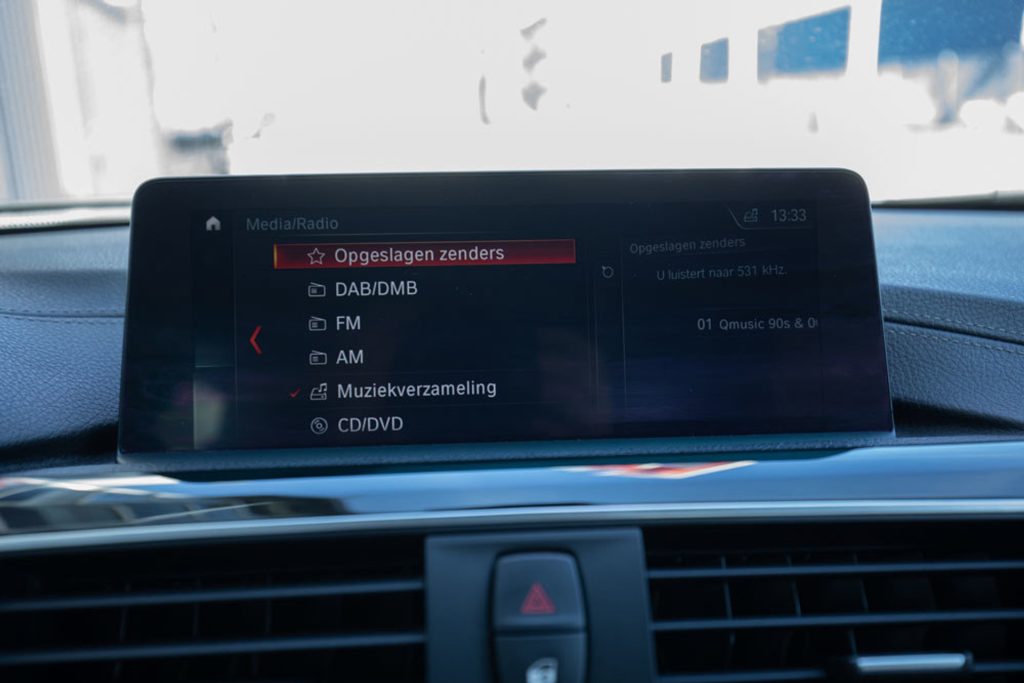 Media/Radio
13:33
Opgeslagen zenders
DAB/DMB
FM
AM
Muziekverzameling
CD/DVD
Opgeslagen zenders
U luistert naar 531 kHz.
01 Qmusic 90s & 0